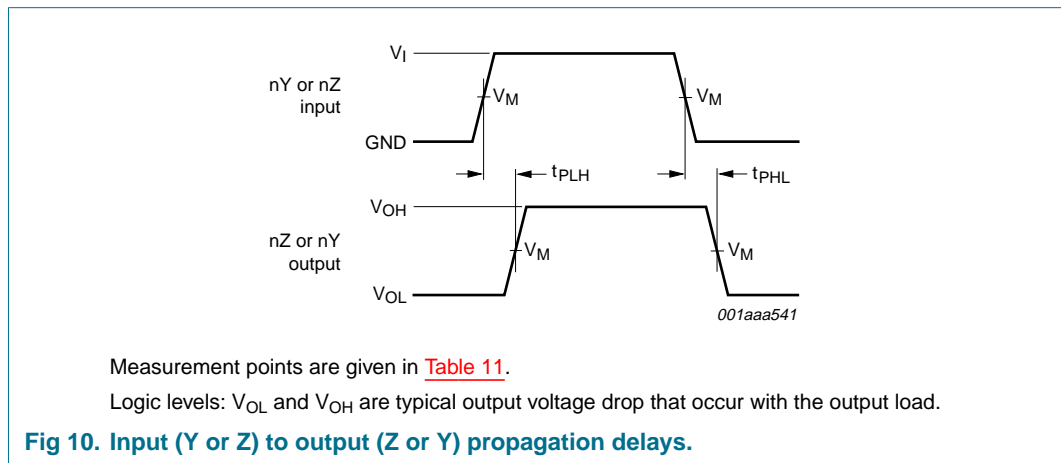 VI
nY or nZ
input
VM
VM
GND
tPLH
tPHL
VOH
nZ or nY
output
VM
VM
VOL
001aaa541
Measurement points are given in Table 11.
Logic levels: VOL and VOH are typical output voltage drop that occur with the output load.
Fig 10. Input (Y or Z) to output (Z or Y) propagation delays.